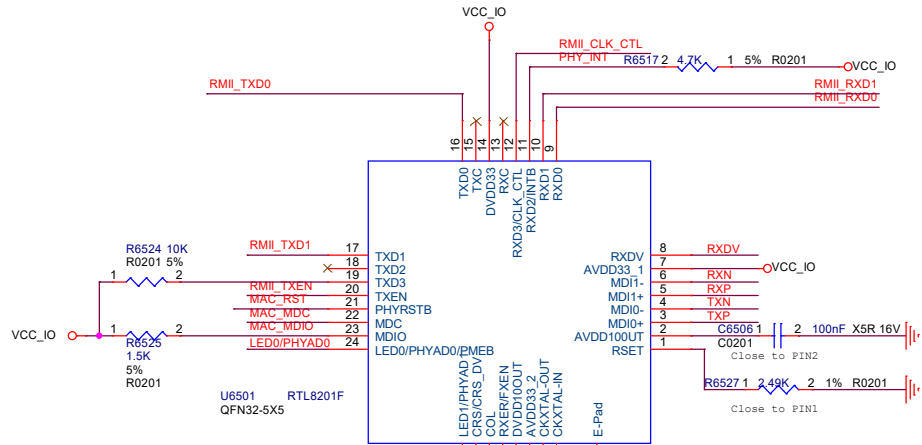 VCC_IO
RMII_CLK_CTL
PHY_INT
R6517 2 4.7K 1 5% R0201
VCC_IO
RMII_TXD0
RMII_RXD1
RMII_RXD0
16 15 14 13 12 11 10 9
TXD0
TXC
DVDD33
RXC
RXD3/CLK_CTL
RXD2/INTB
RXD1
RXD0
RMII_TXD1 17 TXD1
18 TXD2
R6524 10K
R0201 5%
1 2 19 TXD3
RMII_TXEN 20 TXEN
MAC_RST 21 PHYRSTB
MAC_MDC 22 MDC
VCC_IO 1 2 MAC_MDIO 23 MDIO
LED0/PHYAD0 24 LED0/PHYAD0/PMEB
R6525
1.5K
5%
R0201
RXDV 8 RXDV
AVDD33_1 7 VCC_IO
MDI1- 6 RXN
MDI1+ 5 RXP
MDI0- 4 TXN
MDI0+ 3 TXP
AVDD10OUT 2 C6506 1 2 100nF X5R 16V
C0201
Close to PIN2
RSET 1
R6527 1 2.49K 2 1% R0201
Close to PIN1
U6501 RTL8201F
QFN32-5X5
LED1/PHYAD1
CRS/CRS_DV
COL
RXER/FXEN
DVDD10OUT
AVDD33_2
CKXTAL-OUT
CKXTAL-IN
E-Pad